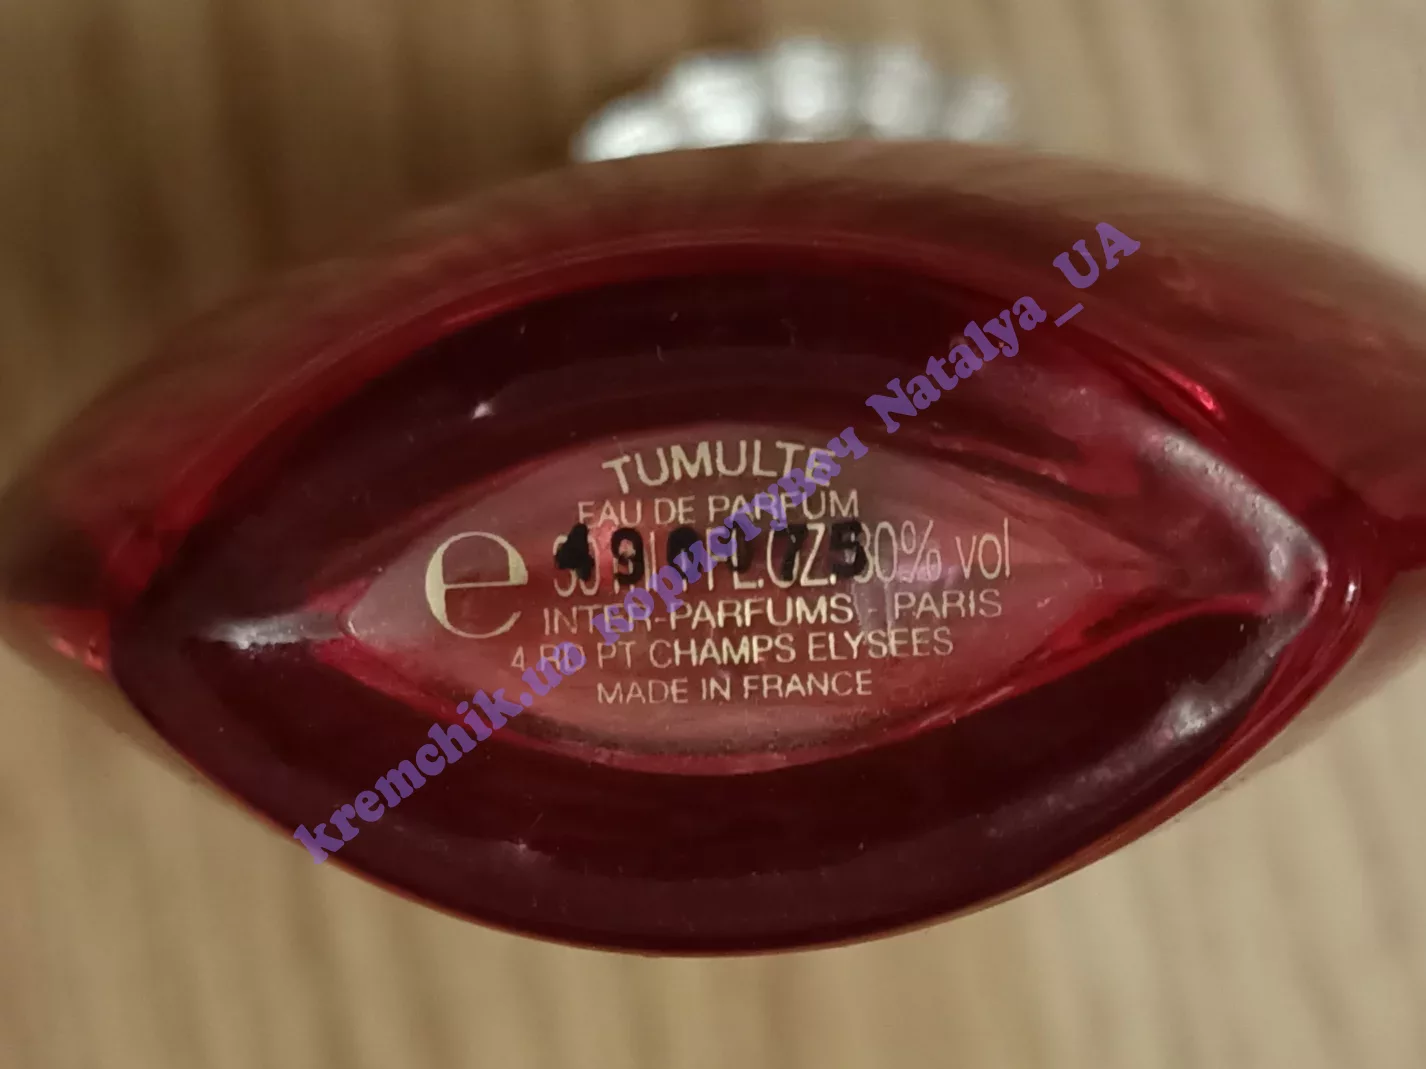 TUMULTE
EAU DE PARFUM
e FL.OZ. 80% vol
INTER-PARFUMS - PARIS
4 RD PT CHAMPS ELYSEES
MADE IN FRANCE
kremchik.ua користувач Natalya_UA